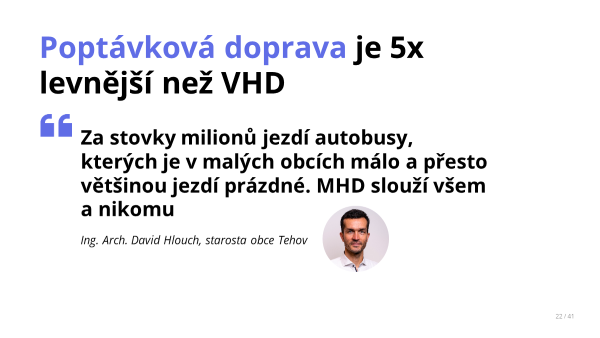 Poptávková doprava je 5x
levnější než VHD
“
Za stovky milionů jezdí autobusy,
kterých je v malých obcích málo a přesto
většinou jezdí prázdné. MHD slouží všem
a nikomu
Ing. Arch. David Hlouch, starosta obce Tehov
22 / 41